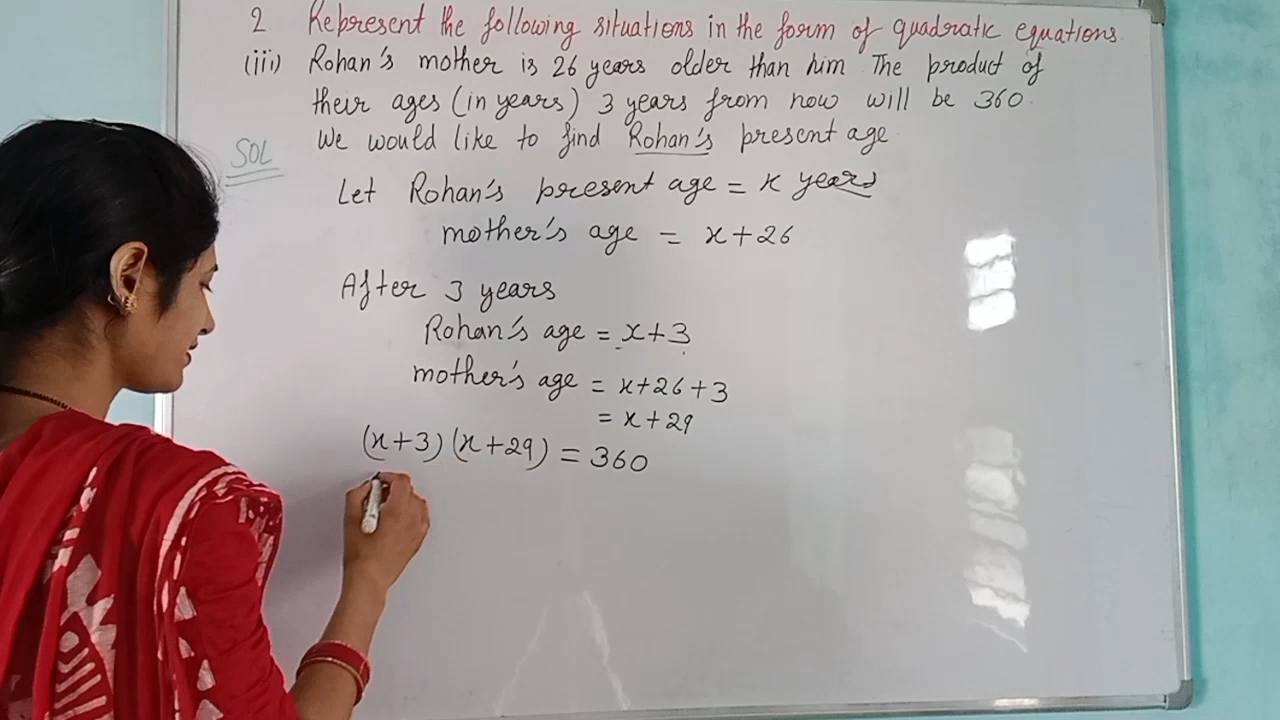 2 Represent the following situations in the form of quadratic equations.
(iii) Rohan's mother is 26 years older than him The product of
their ages (in years) 3 years from now will be 360.
We would like to find Rohan's present age
SOL
Let Rohan's present age = x years
mother's age = x+26
After 3 years
Rohan's age = x+3
mother's age = x+26+3
= x+29
(x+3) (x+29) = 360